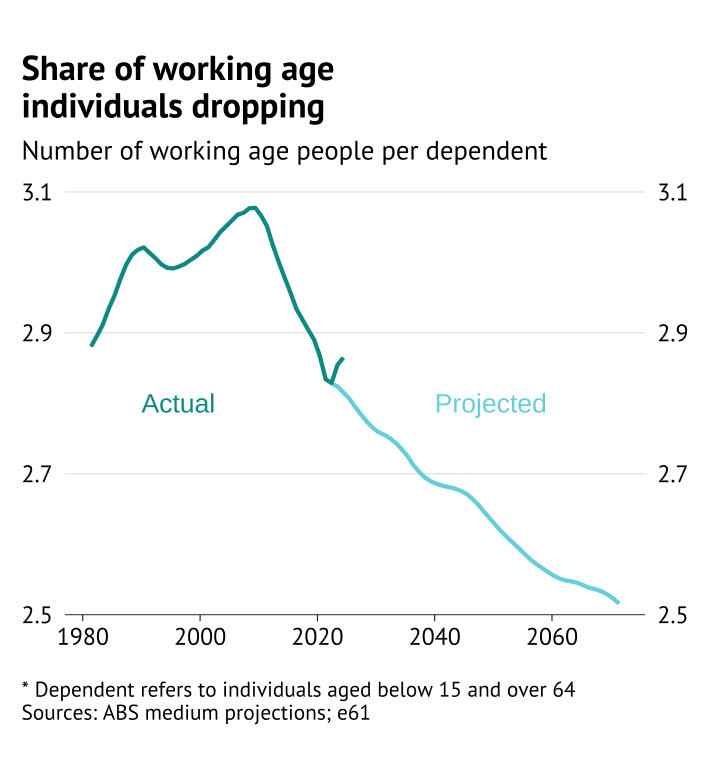 Share of working age
individuals dropping
Number of working age people per dependent
3.1 3.1
2.9 2.9
Actual Projected
2.7 2.7
2.5 2.5
1980 2000 2020 2040 2060
* Dependent refers to individuals aged below 15 and over 64
Sources: ABS medium projections; e61